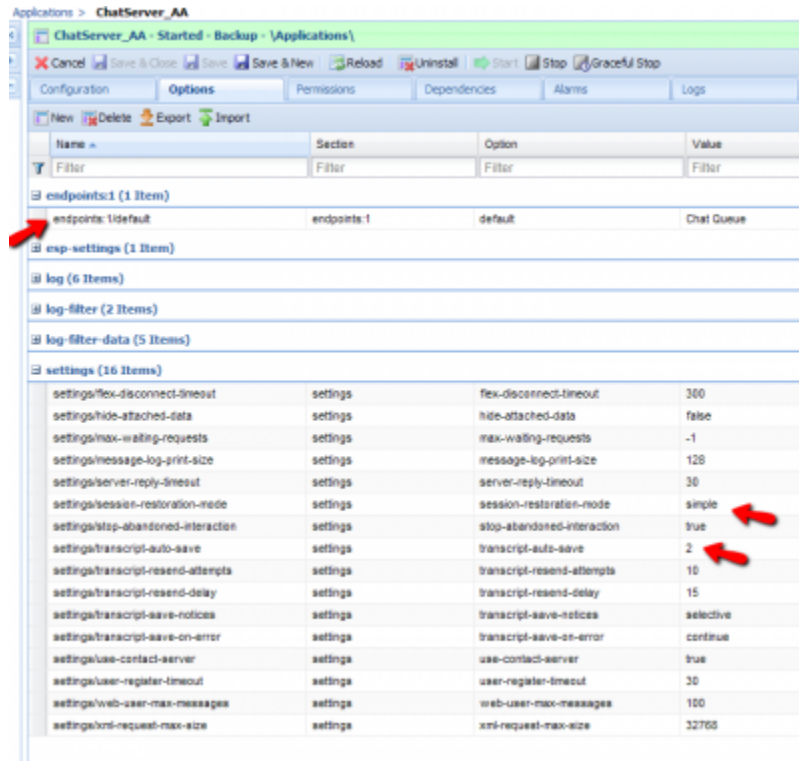 Applications > ChatServer_AA
ChatServer_AA - Started - Backup - \Applications\
Cancel Save & Close Save Save & New Reload Uninstall Start Stop Graceful Stop
Configuration Options Permissions Dependencies Alarms Logs
New Delete Export Import
Name Section Option Value
Filter Filter Filter Filter
endpoints:1 (1 Item)
endpoints:1/default endpoints:1 default Chat Queue
esp-settings (1 Item)
log (6 Items)
log-filter (2 Items)
log-filter-data (5 Items)
settings (16 Items)
settings/flex-disconnect-timeout settings flex-disconnect-timeout 300
settings/hide-attached-data settings hide-attached-data false
settings/max-waiting-requests settings max-waiting-requests -1
settings/message-log-print-size settings message-log-print-size 128
settings/server-reply-timeout settings server-reply-timeout 30
settings/session-restoration-mode settings session-restoration-mode simple
settings/stop-abandoned-interaction settings stop-abandoned-interaction true
settings/transcript-auto-save settings transcript-auto-save 2
settings/transcript-resend-attempts settings transcript-resend-attempts 10
settings/transcript-resend-delay settings transcript-resend-delay 15
settings/transcript-save-notices settings transcript-save-notices selective
settings/transcript-save-on-error settings transcript-save-on-error continue
settings/use-contact-server settings use-contact-server true
settings/user-register-timeout settings user-register-timeout 30
settings/web-user-max-messages settings web-user-max-messages 100
settings/xml-request-max-size settings xml-request-max-size 32768